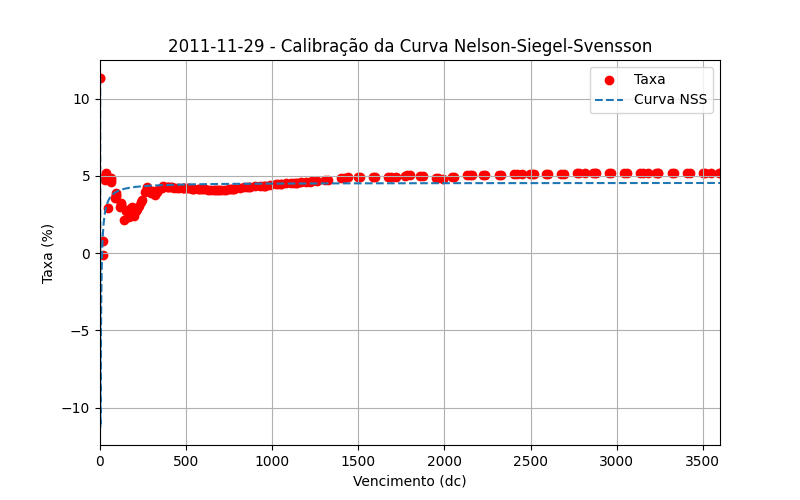 2011-11-29 - Calibração da Curva Nelson-Siegel-Svensson
Taxa
Curva NSS
Taxa (%)
10
5
0
−5
−10
0 500 1000 1500 2000 2500 3000 3500
Vencimento (dc)